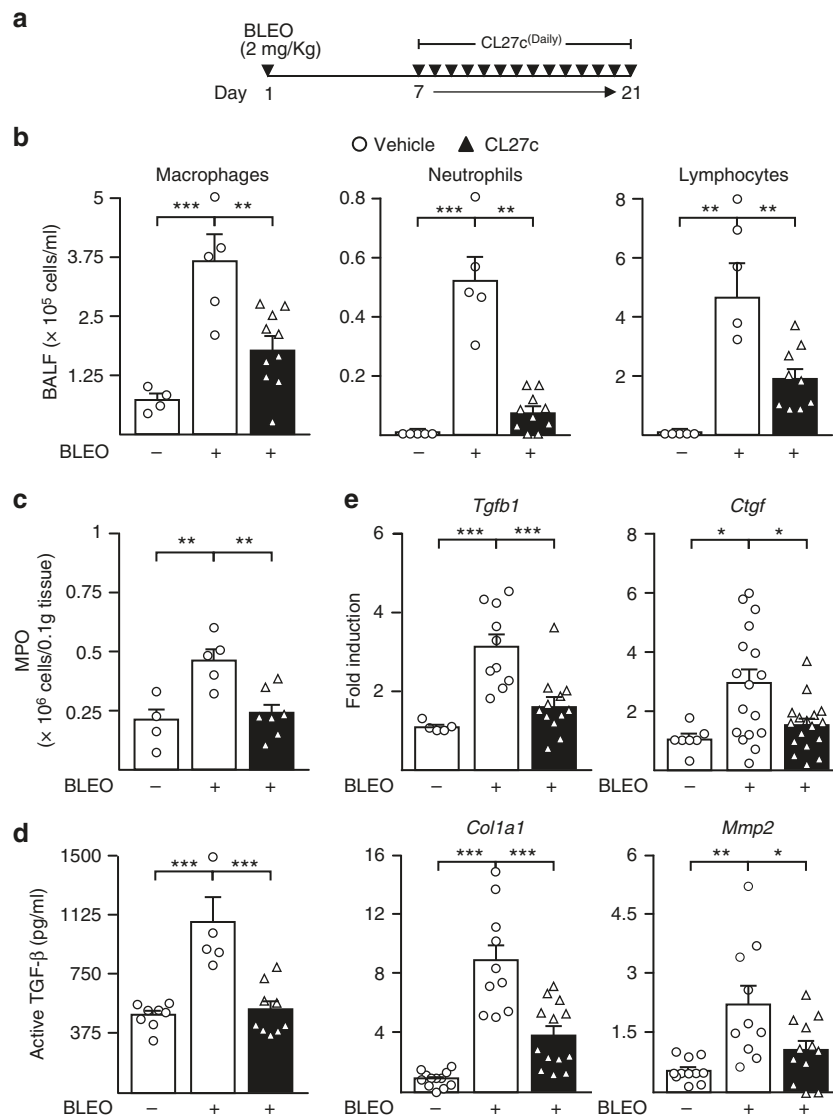 a
BLEO
(2 mg/Kg)
CL27c(Daily)
Day 1 7 21
b
Vehicle CL27c
Macrophages
BALF (× 10⁵ cells/ml)
5
3.75
2.5
1.25
*** **
Neutrophils
0.8
0.6
0.4
0.2
*** **
Lymphocytes
8
6
4
2
** **
BLEO − + + − + + − + +
c
MPO
(× 10⁶ cells/0.1g tissue)
1
0.75
0.5
0.25
** **
BLEO − + +
e
Tgfb1
Fold induction
6
4
2
*** ***
Ctgf
8
6
4
2
* *
BLEO − + + − + +
d
Active TGF-β (pg/ml)
1500
1125
750
375
*** ***
BLEO − + +
Col1a1
16
12
8
4
*** ***
Mmp2
6
4.5
3
1.5
** *
BLEO − + + − + +